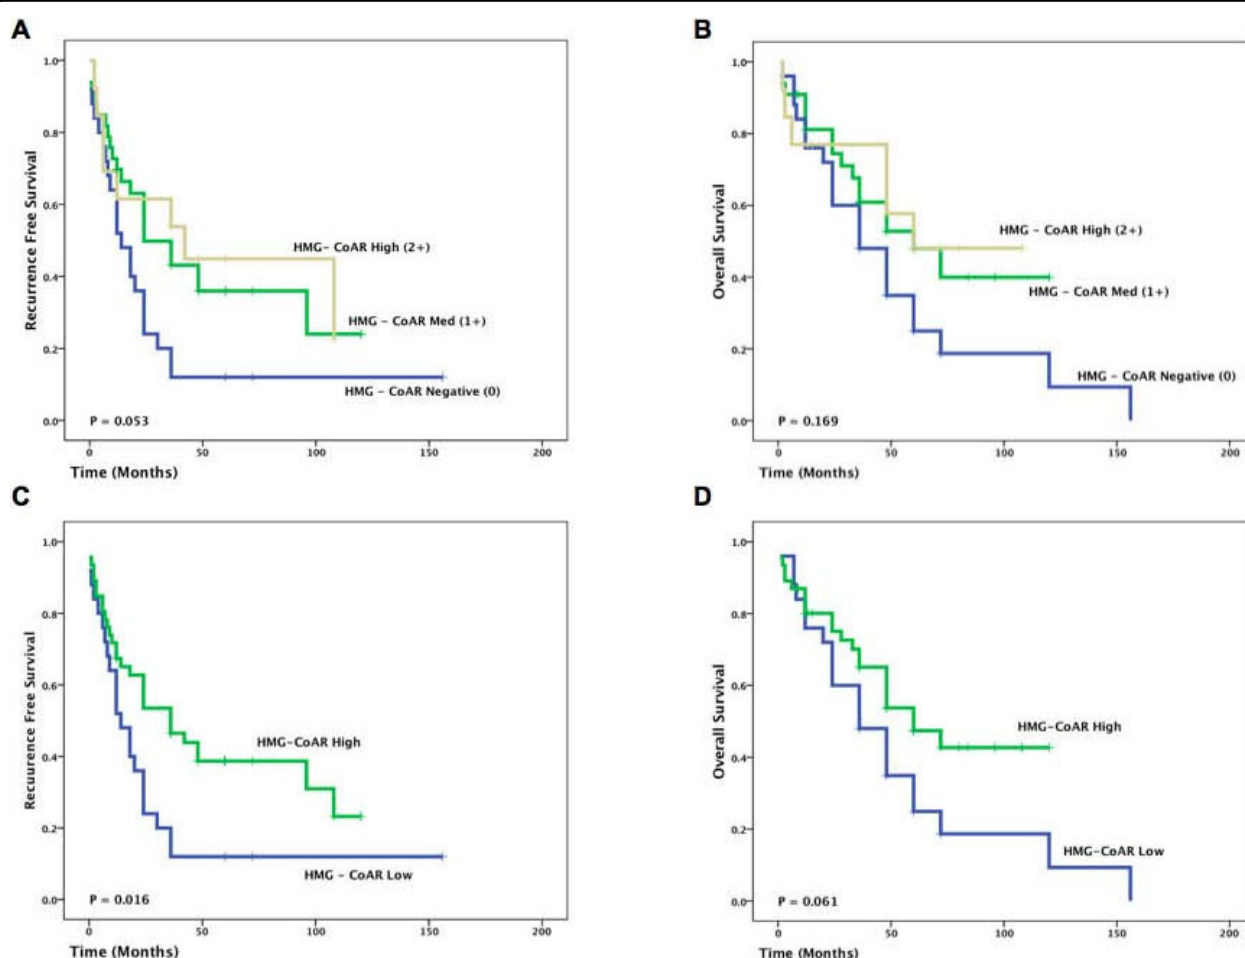 A
Recurrence Free Survival
1.0
0.8
0.6
0.4
0.2
0.0
HMG- CoAR High (2+)
HMG - CoAR Med (1+)
HMG - CoAR Negative (0)
P = 0.053
0 50 100 150 200
Time (Months)
B
Overall Survival
1.0
0.8
0.6
0.4
0.2
0.0
HMG - CoAR High (2+)
HMG - CoAR Med (1+)
HMG - CoAR Negative (0)
P = 0.169
0 50 100 150 200
Time (Months)
C
Recuurence Free Survival
1.0
0.8
0.6
0.4
0.2
0.0
HMG-CoAR High
HMG - CoAR Low
P = 0.016
0 50 100 150 200
Time (Months)
D
Overall Survival
1.0
0.8
0.6
0.4
0.2
0.0
HMG-CoAR High
HMG-CoAR Low
P = 0.061
0 50 100 150 200
Time (Months)